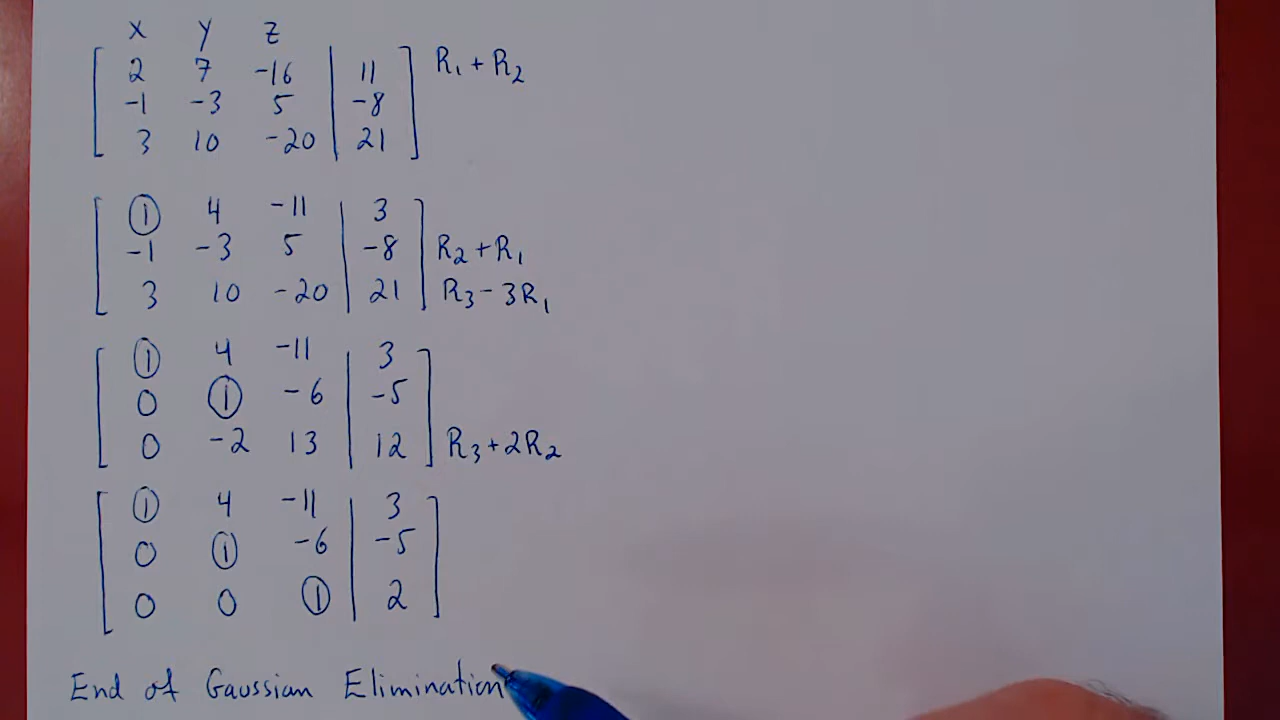 x y z
2 7 -16 | 11 R₁ + R₂
-1 -3 5 | -8
3 10 -20 | 21
1 4 -11 | 3
-1 -3 5 | -8 R₂ + R₁
3 10 -20 | 21 R₃ - 3R₁
1 4 -11 | 3
0 1 -6 | -5
0 -2 13 | 12 R₃ + 2R₂
1 4 -11 | 3
0 1 -6 | -5
0 0 1 | 2
End of Gaussian Elimination